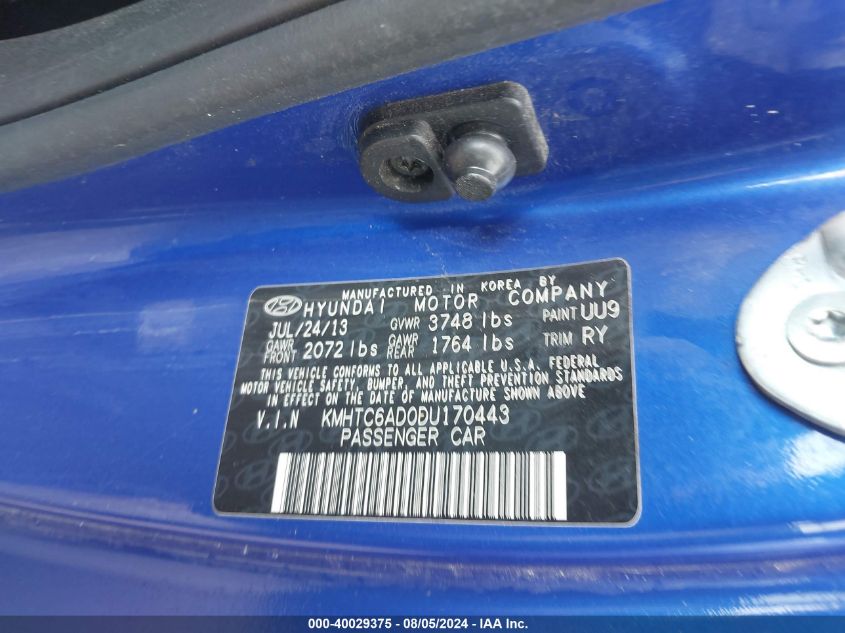 MANUFACTURED IN KOREA BY
HYUNDAI MOTOR COMPANY
JUL/24/13 GVWR 3748 lbs PAINT UU9
GAWR FRONT 2072 lbs GAWR REAR 1764 lbs TRIM RY
THIS VEHICLE CONFORMS TO ALL APPLICABLE U.S.A. FEDERAL
MOTOR VEHICLE SAFETY, BUMPER, AND THEFT PREVENTION STANDARDS
IN EFFECT ON THE DATE OF MANUFACTURE SHOWN ABOVE.
V.I.N KMHTC6AD0DU170443
PASSENGER CAR
000-40029375 - 08/05/2024 - IAAI Inc.